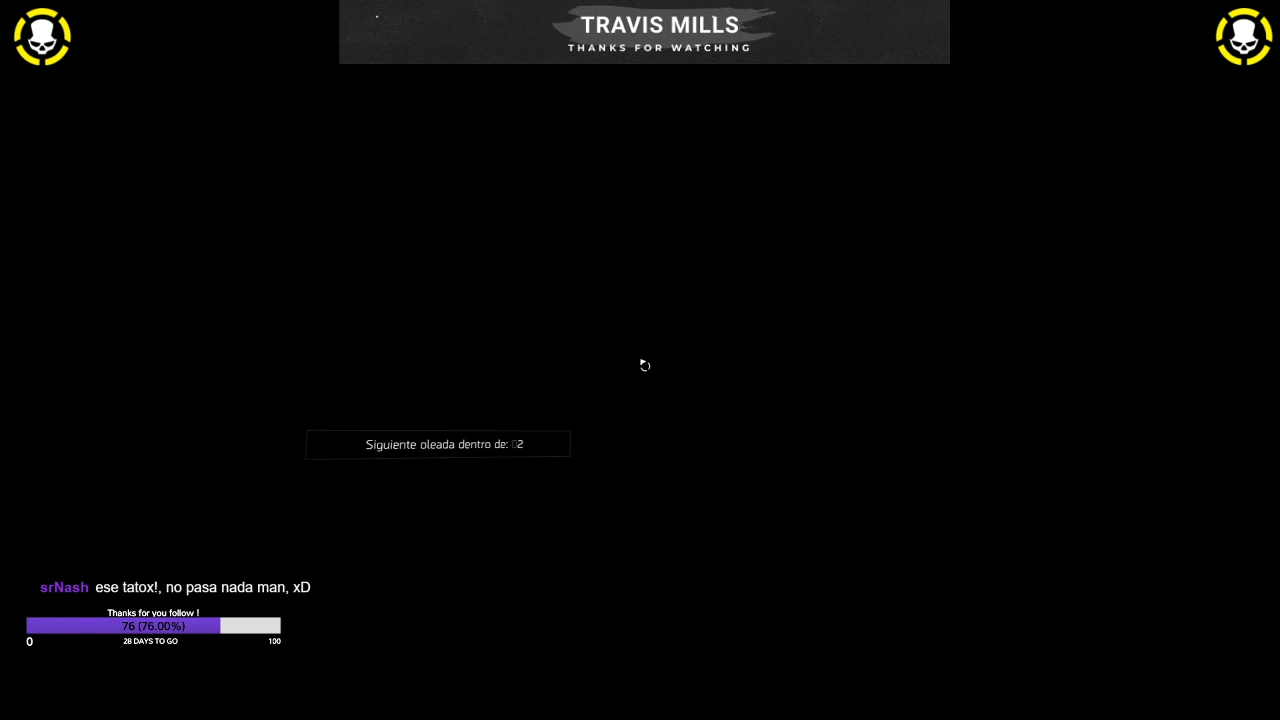 TRAVIS MILLS
THANKS FOR WATCHING
Siguiente oleada dentro de: 2
srNash ese tatox!, no pasa nada man, xD
Thanks for you follow !
76 (76.00%)
0 28 DAYS TO GO 100